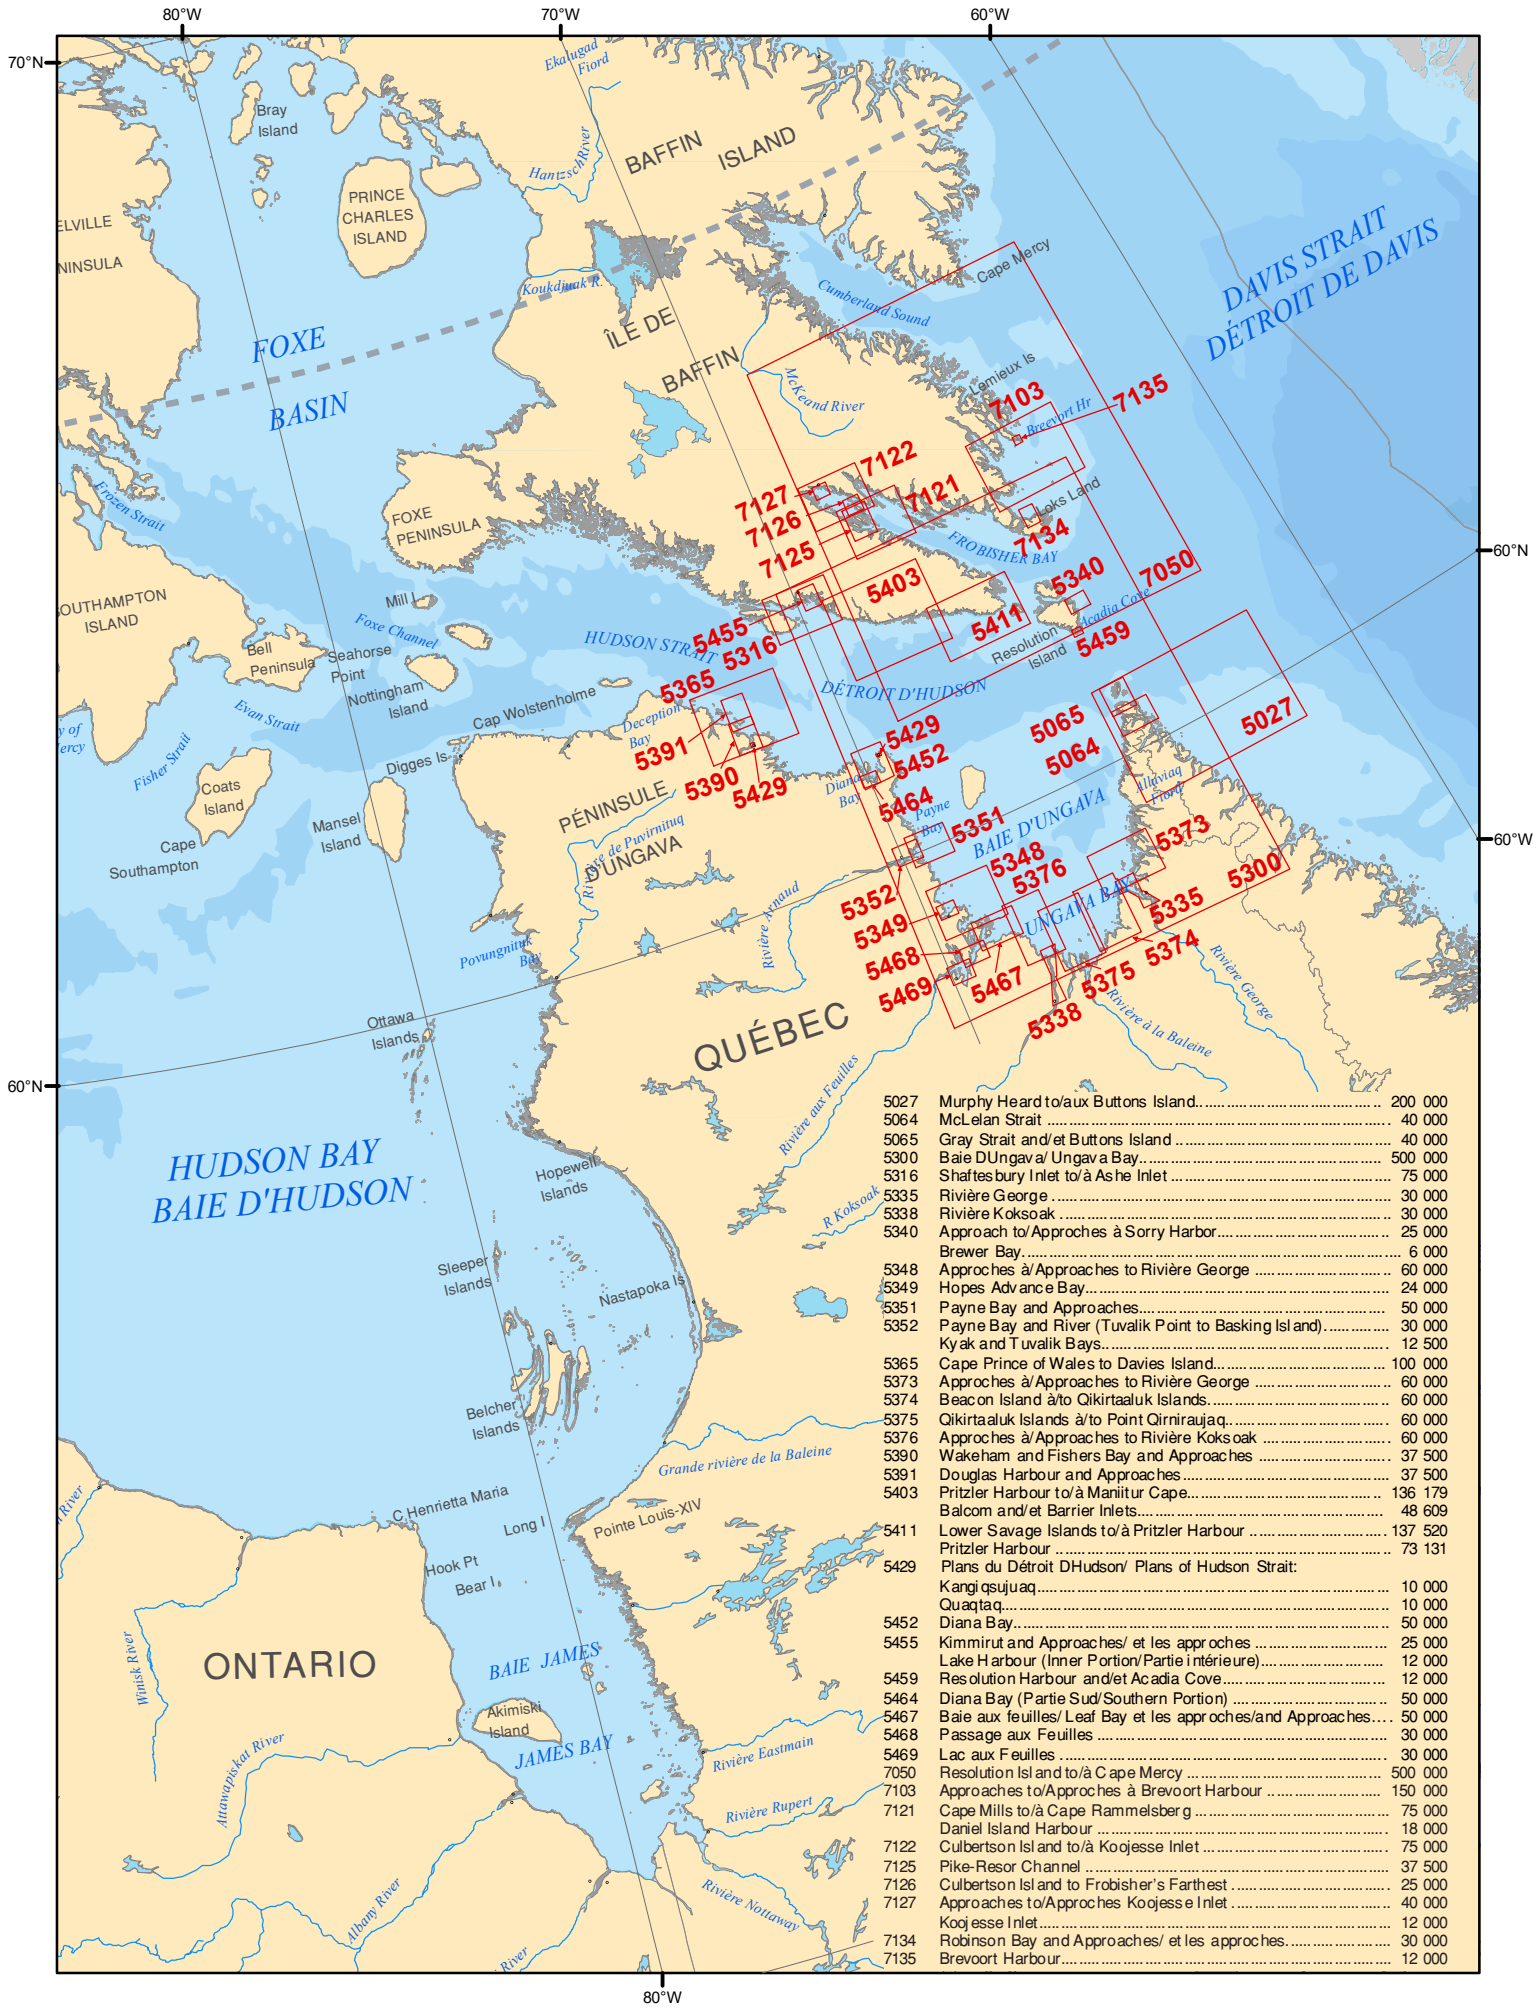 80°W
70°W
60°W
70°N
Ekalugad
Fiord
Bray
Island
BAFFIN
ISLAND
Hantzsch River
PRINCE
CHARLES
ISLAND
ELVILLE
NINSULA
DAVIS STRAIT
DÉTROIT DE DAVIS
Cape Mercy
Koukdjuak R.
Cumberland Sound
FOXE
BASIN
ÎLE DE
BAFFIN
McKeand River
Lemieux Is
7103
7135
Breevort Hr
7122
7121
7127
7126
7125
Loks Land
7134
FROBISHER BAY
Frozen Strait
FOXE
PENINSULA
60°N
7050
5403
5340
Acadia Cove
5411
5459
Resolution
Island
OUTHAMPTON
ISLAND
Mill I
Foxe Channel
HUDSON STRAIT
5455
5316
Bell
Peninsula
Seahorse
Point
Nottingham
Island
DÉTROIT D'HUDSON
5365
Cap Wolstenholme
Deception
Bay
Evan Strait
y of
ercy
Fisher Strait
Digges Is
5391
5390
5429
5429
5452
5065
5064
5027
Coats
Island
Diana
Bay
5464
Alluviaq
Fiord
PÉNINSULE
D'UNGAVA
Rivière de Puvirnituq
Mansel
Island
Cape
Southampton
Payne
Bay
5351
BAIE D'UNGAVA
5373
60°W
5348
5376
5300
5352
5349
UNGAVA BAY
5335
5374
5468
5467
5375
5469
5338
Rivière Arnaud
Povungnituk
Bay
Rivière George
Rivière à la Baleine
Ottawa
Islands
QUÉBEC
Rivière aux Feuilles
60°N
HUDSON BAY
BAIE D'HUDSON
Hopewell
Islands
R Koksoak
Sleeper
Islands
Nastapoka Is
Belcher
Islands
Grande rivière de la Baleine
C Henrietta Maria
Long I
Pointe Louis-XIV
Hook Pt
Bear I
ONTARIO
Winisk River
BAIE JAMES
Akimiski
Island
JAMES BAY
Attawapiskat River
Rivière Eastmain
Rivière Rupert
Albany River
Rivière Nottaway
River
80°W
5027 Murphy Heard to/aux Buttons Island 200 000
5064 McLelan Strait 40 000
5065 Gray Strait and/et Buttons Island 40 000
5300 Baie DUngava/ Ungava Bay 500 000
5316 Shaftesbury Inlet to/à Ashe Inlet 75 000
5335 Rivière George 30 000
5338 Rivière Koksoak 30 000
5340 Approach to/Approches à Sorry Harbor 25 000
Brewer Bay 6 000
5348 Approches à/Approaches to Rivière George 60 000
5349 Hopes Advance Bay 24 000
5351 Payne Bay and Approaches 50 000
5352 Payne Bay and River (Tuvalik Point to Basking Island) 30 000
Kyak and Tuvalik Bays 12 500
5365 Cape Prince of Wales to Davies Island 100 000
5373 Approches à/Approaches to Rivière George 60 000
5374 Beacon Island à/to Qikirtaaluk Islands 60 000
5375 Qikirtaaluk Islands à/to Point Qirniraujaq 60 000
5376 Approches à/Approaches to Rivière Koksoak 60 000
5390 Wakeham and Fishers Bay and Approaches 37 500
5391 Douglas Harbour and Approaches 37 500
5403 Pritzler Harbour to/à Maniitur Cape 136 179
Balcom and/et Barrier Inlets 48 609
5411 Lower Savage Islands to/à Pritzler Harbour 137 520
Pritzler Harbour 73 131
5429 Plans du Détroit DHudson/ Plans of Hudson Strait:
Kangiqsujuaq 10 000
Quaqtaq 10 000
5452 Diana Bay 50 000
5455 Kimmirut and Approaches/ et les approches 25 000
Lake Harbour (Inner Portion/Partie intérieure) 12 000
5459 Resolution Harbour and/et Acadia Cove 12 000
5464 Diana Bay (Partie Sud/Southern Portion) 50 000
5467 Baie aux feuilles/ Leaf Bay et les approches/and Approaches 50 000
5468 Passage aux Feuilles 30 000
5469 Lac aux Feuilles 30 000
7050 Resolution Island to/à Cape Mercy 500 000
7103 Approaches to/Approches à Brevoort Harbour 150 000
7121 Cape Mills to/à Cape Rammelsberg 75 000
Daniel Island Harbour 18 000
7122 Culbertson Island to/à Koojesse Inlet 75 000
7125 Pike-Resor Channel 37 500
7126 Culbertson Island to Frobisher's Farthest 25 000
7127 Approaches to/Approches Koojesse Inlet 40 000
Koojesse Inlet 12 000
7134 Robinson Bay and Approaches/ et les approches 30 000
7135 Brevoort Harbour 12 000